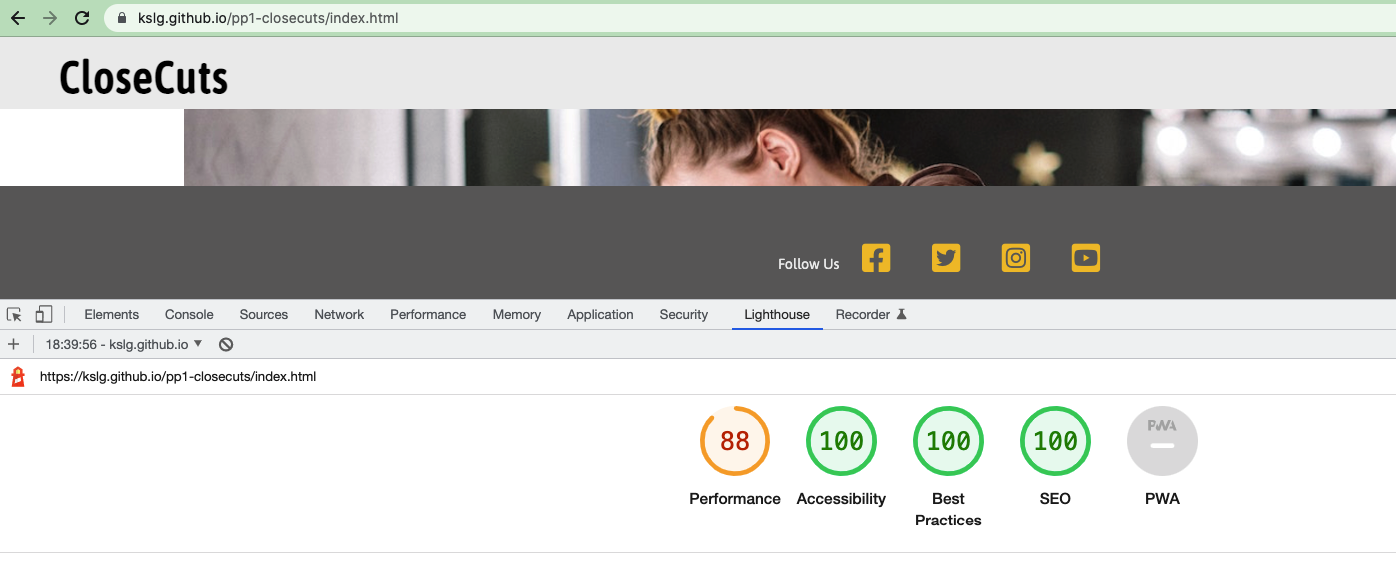 kslg.github.io/pp1-closecuts/index.html
CloseCuts
Follow Us
Elements Console Sources Network Performance Memory Application Security Lighthouse Recorder
18:39:56 - kslg.github.io
https://kslg.github.io/pp1-closecuts/index.html
88 100 100 100 PWA
Performance Accessibility Best Practices SEO PWA